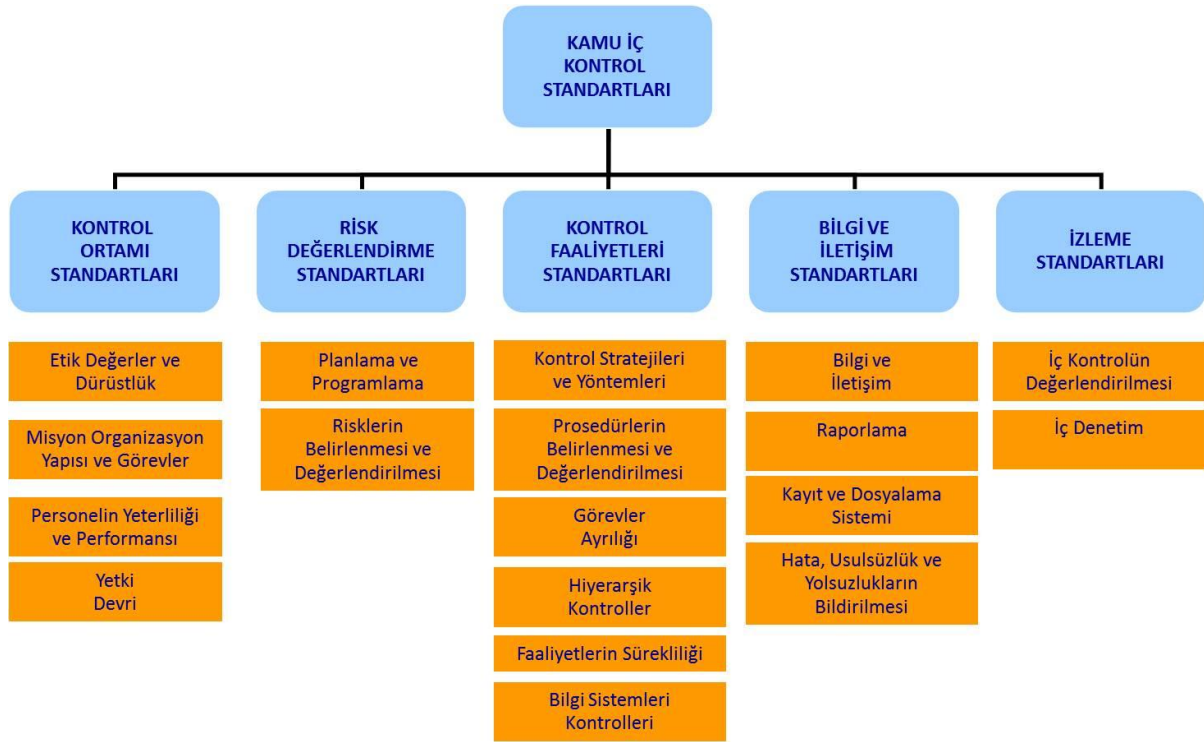 KAMU İÇ
KONTROL
STANDARTLARI
KONTROL
ORTAMI
STANDARTLARI
RİSK
DEĞERLENDİRME
STANDARTLARI
KONTROL
FAALİYETLERİ
STANDARTLARI
BİLGİ VE
İLETİŞİM
STANDARTLARI
İZLEME
STANDARTLARI
Etik Değerler ve
Dürüstlük
Misyon Organizasyon
Yapısı ve Görevler
Personelin Yeterliliği
ve Performansı
Yetki
Devri
Planlama ve
Programlama
Risklerin
Belirlenmesi ve
Değerlendirilmesi
Kontrol Stratejileri
ve Yöntemleri
Prosedürlerin
Belirlenmesi ve
Değerlendirilmesi
Görevler
Ayrılığı
Hiyerarşik
Kontroller
Faaliyetlerin Sürekliliği
Bilgi Sistemleri
Kontrolleri
Bilgi ve
İletişim
Raporlama
Kayıt ve Dosyalama
Sistemi
Hata, Usulsüzlük ve
Yolsuzlukların
Bildirilmesi
İç Kontrolün
Değerlendirilmesi
İç Denetim